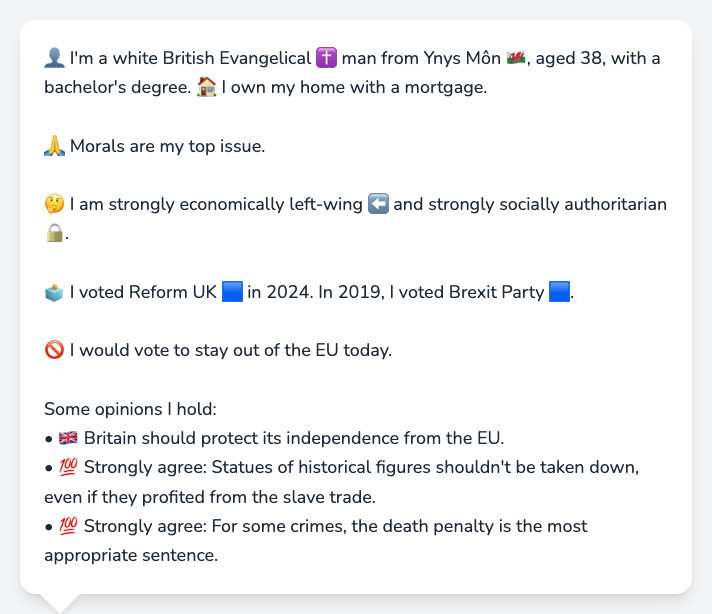 👤 I'm a white British Evangelical ✝️ man from Ynys Môn 🏴󠁧󠁢󠁷󠁬󠁳󠁿, aged 38, with a
bachelor's degree. 🏠 I own my home with a mortgage.
🙏 Morals are my top issue.
🤔 I am strongly economically left-wing ⬅️ and strongly socially authoritarian
🔒.
🗳️ I voted Reform UK 🟦 in 2024. In 2019, I voted Brexit Party 🟦.
🚫 I would vote to stay out of the EU today.
Some opinions I hold:
• 🇬🇧 Britain should protect its independence from the EU.
• 💯 Strongly agree: Statues of historical figures shouldn't be taken down,
even if they profited from the slave trade.
• 💯 Strongly agree: For some crimes, the death penalty is the most
appropriate sentence.